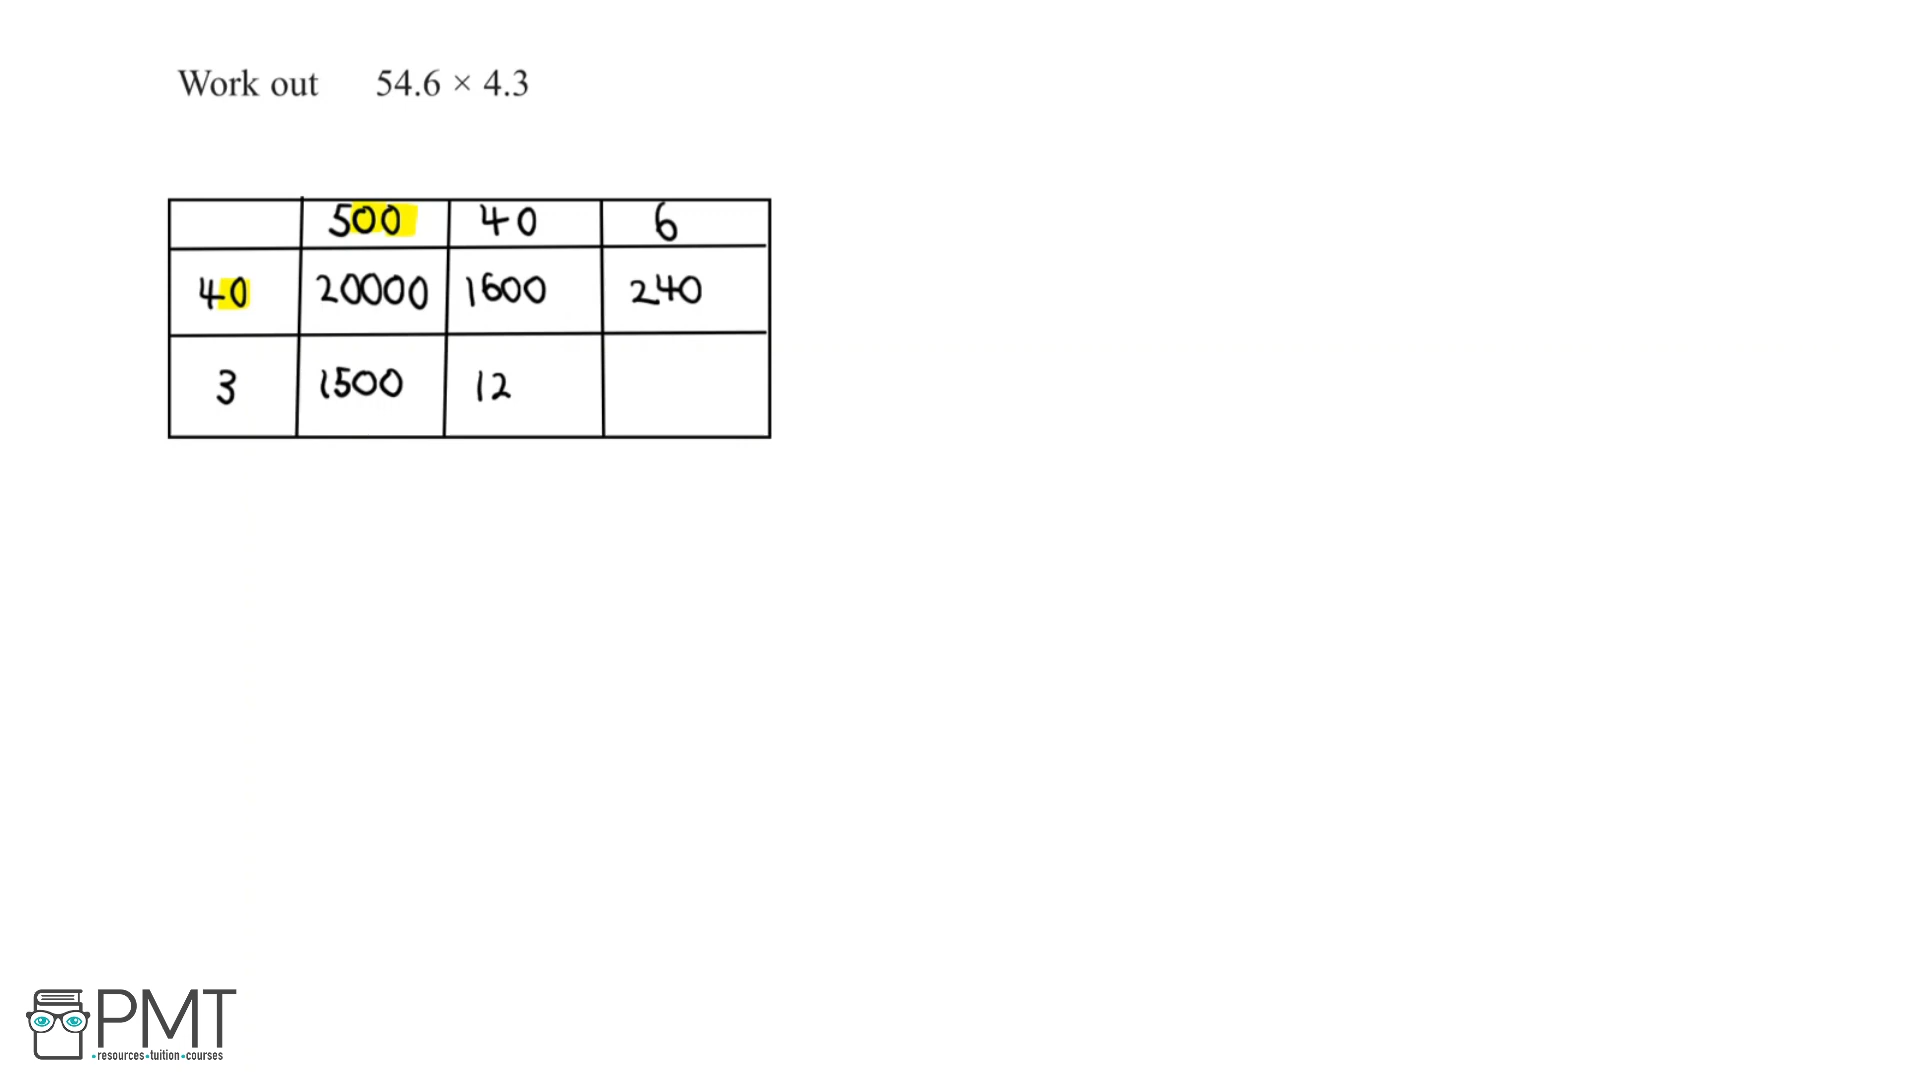 Work out 54.6 × 4.3
500 40 6
40 20000 1600 240
3 1500 12
PMT
•resources•tuition•courses